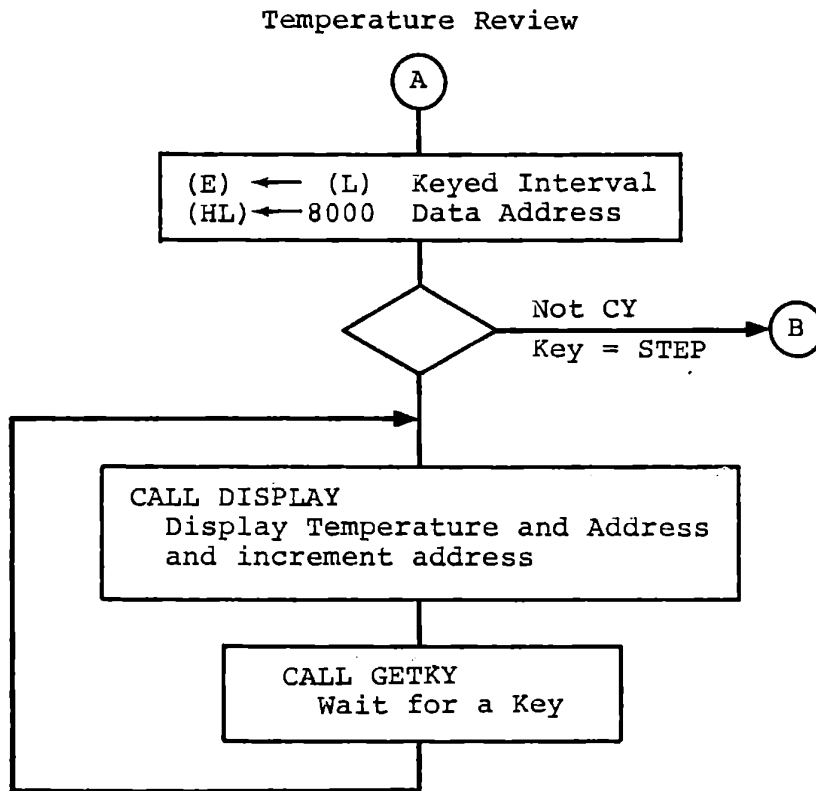 Temperature Review
A
(E) ← (L) Keyed Interval
(HL) ← 8000 Data Address
Not CY
Key = STEP
B
CALL DISPLAY
Display Temperature and Address
and increment address
CALL GETKY
Wait for a Key